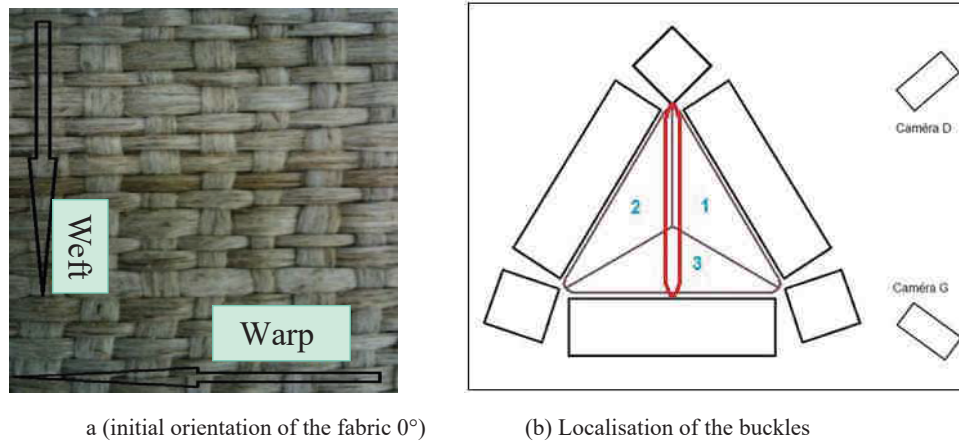 Weft
Warp
Caméra D
2
1
3
Caméra G
a (initial orientation of the fabric 0°)
(b) Localisation of the buckles